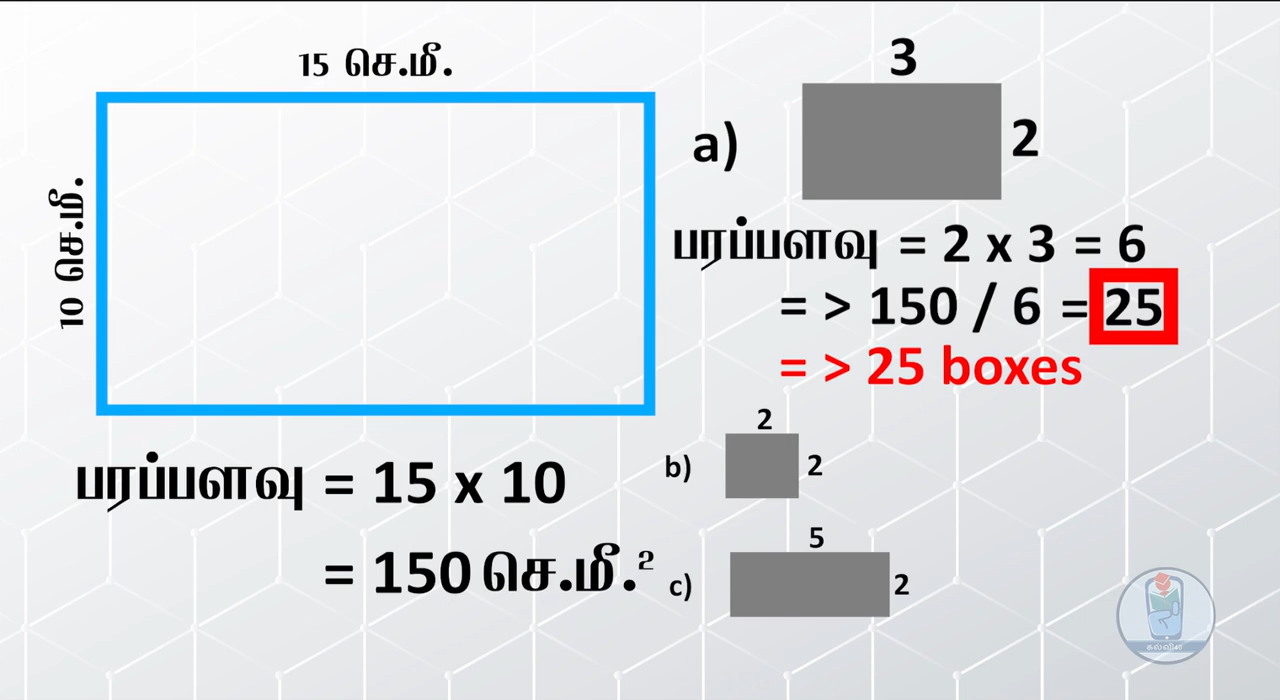 15 செ.மீ.
10 செ.மீ.
பரப்பளவு = 15 x 10
= 150 செ.மீ.²
a)
3
2
பரப்பளவு = 2 x 3 = 6
= > 150 / 6 = 25
= > 25 boxes
b)
2
2
c)
5
2